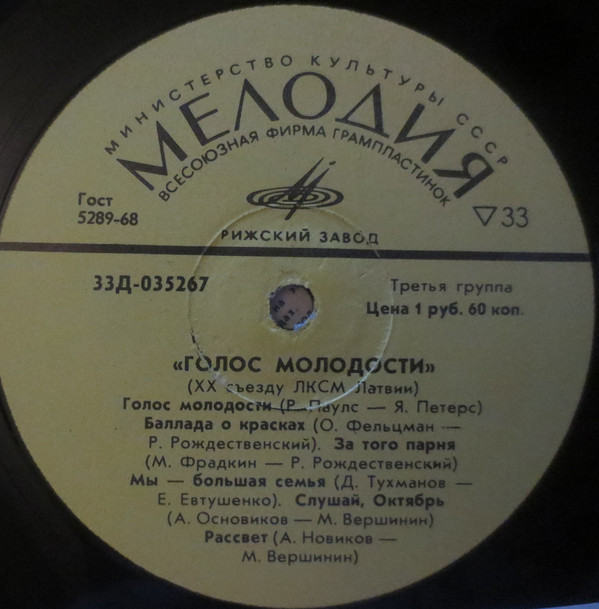 МИНИСТЕРСТВО КУЛЬТУРЫ СССР
МЕЛОДИЯ
ВСЕСОЮЗНАЯ ФИРМА ГРАМПЛАСТИНОК
Гост
5289-68
▽33
РИЖСКИЙ ЗАВОД
33Д-035267
Третья группа
Цена 1 руб. 60 коп.
«ГОЛОС МОЛОДОСТИ»
(XX съезду ЛКСМ Латвии)
Голос молодости (Р. Паулс — Я. Петерс)
Баллада о красках (О. Фельцман —
Р. Рождественский). За того парня
(М. Фрадкин — Р. Рождественский)
Мы — большая семья (Д. Тухманов —
Е. Евтушенко). Слушай, Октябрь
(А. Основиков — М. Вершинин)
Рассвет (А. Новиков —
М. Вершинин)